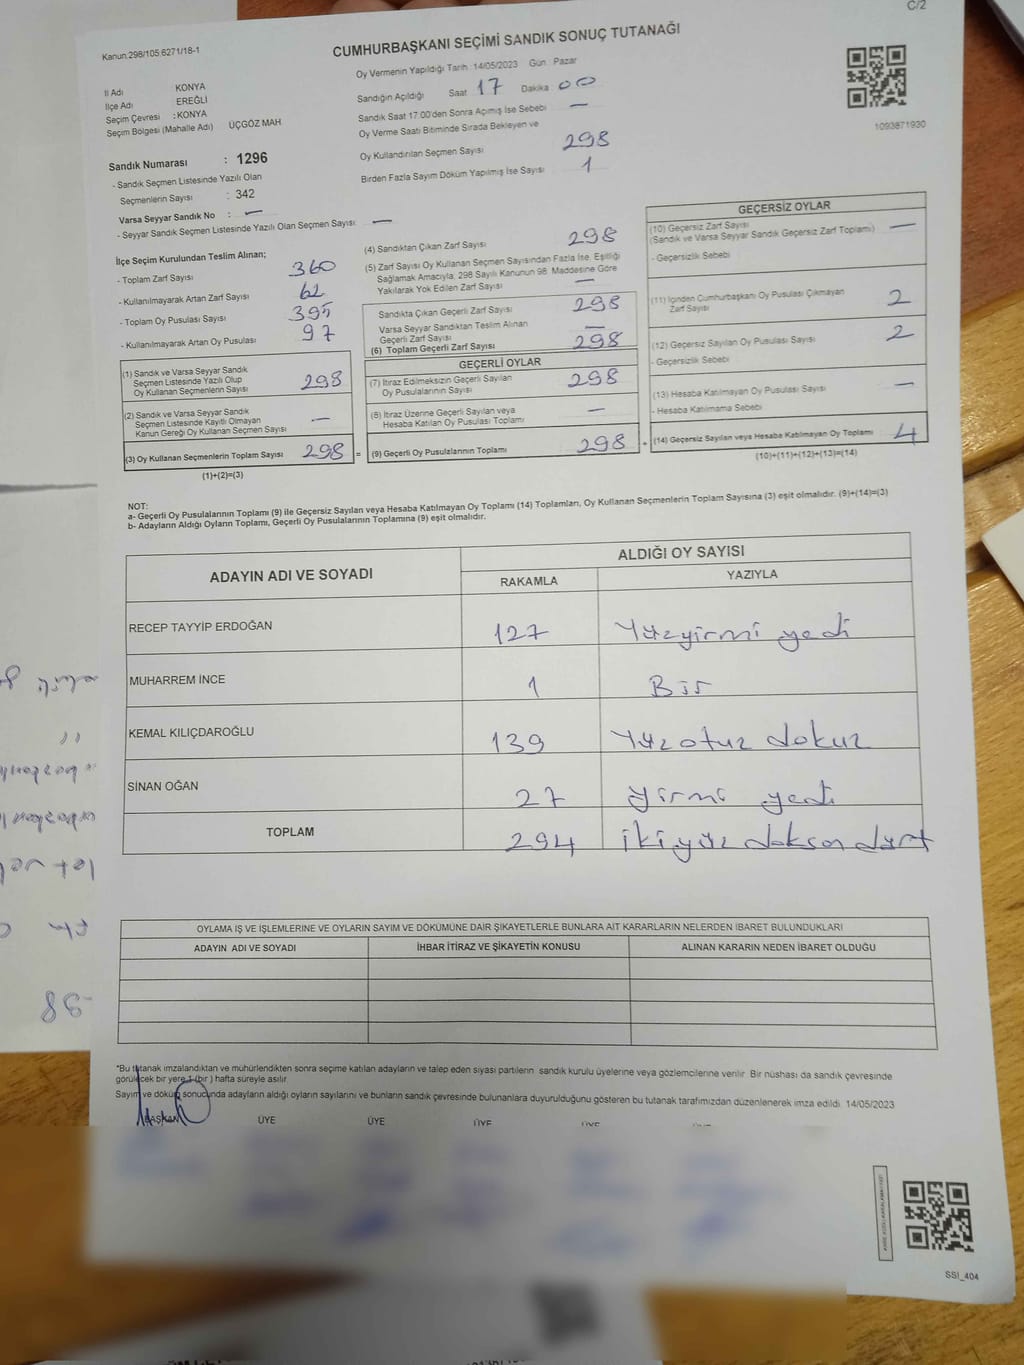 C/2
Kanun.298/105.6271/18-1
CUMHURBAŞKANI SEÇİMİ SANDIK SONUÇ TUTANAĞI
Oy Vermenin Yapıldığı Tarih : 14/05/2023 Gün : Pazar
İl Adı KONYA
İlçe Adı EREĞLİ
Seçim Çevresi : KONYA
Seçim Bölgesi (Mahalle Adı) ÜÇGÖZ MAH
Sandık Numarası : 1296
- Sandık Seçmen Listesinde Yazılı Olan
Seçmenlerin Sayısı : 342
Varsa Seyyar Sandık No : —
- Seyyar Sandık Seçmen Listesinde Yazılı Olan Seçmen Sayısı : —
Sandığın Açıldığı Saat 17 Dakika 00
Sandık Saat 17:00'den Sonra Açımış İse Sebebi —
Oy Verme Saati Bitiminde Sırada Bekleyen ve
Oy Kullandırılan Seçmen Sayısı 298
Birden Fazla Sayım Döküm Yapılmış İse Sayısı 1
1093871930
İlçe Seçim Kurulundan Teslim Alınan;
- Toplam Zarf Sayısı 360
- Kullanılmayarak Artan Zarf Sayısı 62
- Toplam Oy Pusulası Sayısı 395
- Kullanılmayarak Artan Oy Pusulası 97
(4) Sandıktan Çıkan Zarf Sayısı 298
(5) Zarf Sayısı Oy Kullanan Seçmen Sayısından Fazla İse, Eşitliği
Sağlamak Amacıyla, 298 Sayılı Kanunun 98. Maddesine Göre
Yakılarak Yok Edilen Zarf Sayısı —
Sandıkta Çıkan Geçerli Zarf Sayısı 298
Varsa Seyyar Sandıktan Teslim Alınan
Geçerli Zarf Sayısı —
(6) Toplam Geçerli Zarf Sayısı 298
GEÇERSİZ OYLAR
(10) Geçersiz Zarf Sayısı
(Sandık ve Varsa Seyyar Sandık Geçersiz Zarf Toplamı) —
- Geçersizlik Sebebi
(11) İçinden Cumhurbaşkanı Oy Pusulası Çıkmayan
Zarf Sayısı 2
(12) Geçersiz Sayılan Oy Pusulası Sayısı 2
- Geçersizlik Sebebi
(13) Hesaba Katılmayan Oy Pusulası Sayısı —
- Hesaba Katılmama Sebebi
(14) Geçersiz Sayılan veya Hesaba Katılmayan Oy Toplamı 4
(10)+(11)+(12)+(13)=(14)
(1) Sandık ve Varsa Seyyar Sandık
Seçmen Listesinde Yazılı Olup
Oy Kullanan Seçmenlerin Sayısı 298
(2) Sandık ve Varsa Seyyar Sandık
Seçmen Listesinde Kayıtlı Olmayan
Kanun Gereği Oy Kullanan Seçmen Sayısı —
(3) Oy Kullanan Seçmenlerin Toplam Sayısı 298 =
(1)+(2)=(3)
GEÇERLİ OYLAR
(7) İtiraz Edilmeksizin Geçerli Sayılan
Oy Pusulalarının Sayısı 298
(8) İtiraz Üzerine Geçerli Sayılan veya
Hesaba Katılan Oy Pusulası Toplamı —
(9) Geçerli Oy Pusulalarının Toplamı 298 +
NOT:
a- Geçerli Oy Pusulalarının Toplamı (9) ile Geçersiz Sayılan veya Hesaba Katılmayan Oy Toplamı (14) Toplamları, Oy Kullanan Seçmenlerin Toplam Sayısına (3) eşit olmalıdır. (9)+(14)=(3)
b- Adayların Aldığı Oyların Toplamı, Geçerli Oy Pusulalarının Toplamına (9) eşit olmalıdır.
ADAYIN ADI VE SOYADI ALDIĞI OY SAYISI
RAKAMLA YAZIYLA
RECEP TAYYİP ERDOĞAN 127 Yüzyirmi yedi
MUHARREM İNCE 1 Bir
KEMAL KILIÇDAROĞLU 139 Yüzotuz dokuz
SİNAN OĞAN 27 yirmi yedi
TOPLAM 294 ikiyüz doksan dört
OYLAMA İŞ VE İŞLEMLERİNE VE OYLARIN SAYIM VE DÖKÜMÜNE DAİR ŞİKAYETLERLE BUNLARA AİT KARARLARIN NELERDEN İBARET BULUNDUKLARI
ADAYIN ADI VE SOYADI İHBAR İTİRAZ VE ŞİKAYETİN KONUSU ALINAN KARARIN NEDEN İBARET OLDUĞU
*Bu tutanak imzalandıktan ve mühürlendikten sonra seçime katılan adayların ve talep eden siyasi partilerin sandık kurulu üyelerine veya gözlemcilerine verilir. Bir nüshası da sandık çevresinde
görülecek bir yere 1 (bir ) hafta süreyle asılır.
Sayım ve döküm sonucunda adayların aldığı oyların sayılarını ve bunların sandık çevresinde bulunanlara duyurulduğunu gösteren bu tutanak tarafımızdan düzenlenerek imza edildi. 14/05/2023
BAŞKAN ÜYE ÜYE ÜYE ÜYE ÜYE
SSI_404